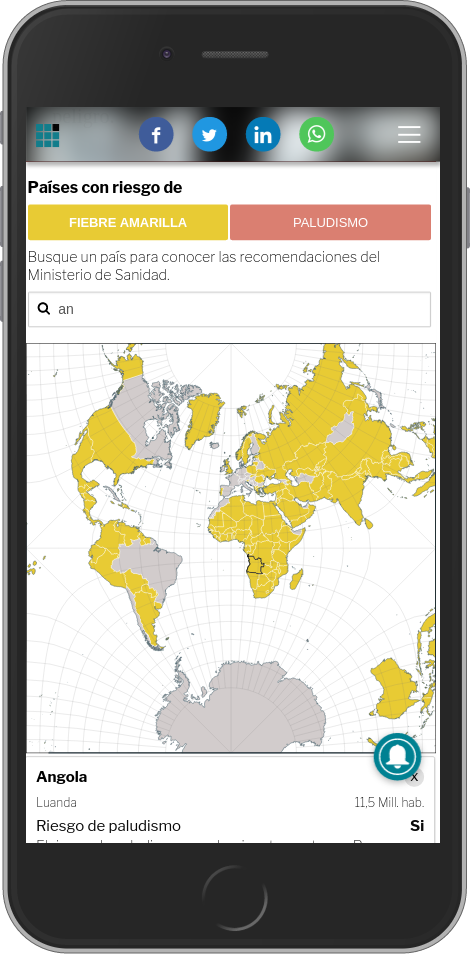 Países con riesgo de
FIEBRE AMARILLA
PALUDISMO
Busque un país para conocer las recomendaciones del
Ministerio de Sanidad.
an
Angola
X
Luanda
11,5 Mill. hab.
Riesgo de paludismo
Si